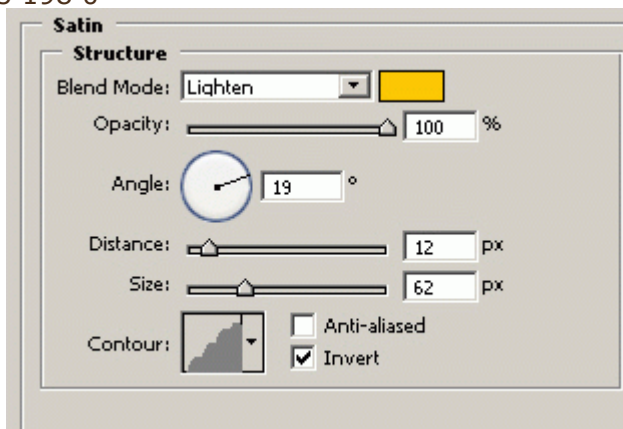 Satin
Structure
Blend Mode: Lighten
Opacity: 100 %
Angle: 19 °
Distance: 12 px
Size: 62 px
Contour: Anti-aliased
Invert